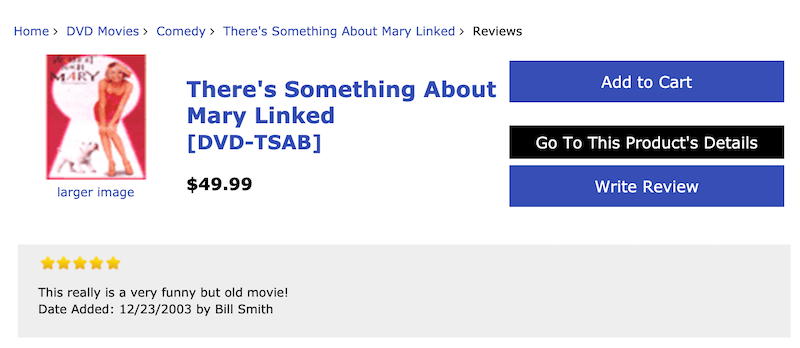 Home > DVD Movies > Comedy > There's Something About Mary Linked > Reviews
MARY
larger image
There's Something About
Mary Linked
[DVD-TSAB]
$49.99
Add to Cart
Go To This Product's Details
Write Review
This really is a very funny but old movie!
Date Added: 12/23/2003 by Bill Smith